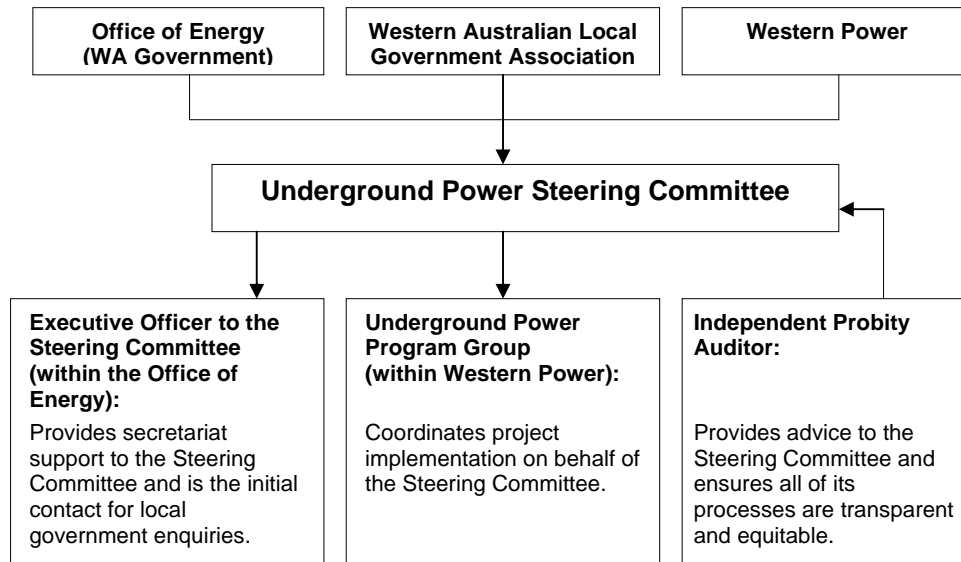 Office of Energy
(WA Government)
Western Australian Local
Government Association
Western Power
Underground Power Steering Committee
Executive Officer to the
Steering Committee
(within the Office of
Energy):
Provides secretariat
support to the Steering
Committee and is the initial
contact for local
government enquiries.
Underground Power
Program Group
(within Western Power):
Coordinates project
implementation on behalf of
the Steering Committee.
Independent Probity
Auditor:
Provides advice to the
Steering Committee and
ensures all of its
processes are transparent
and equitable.